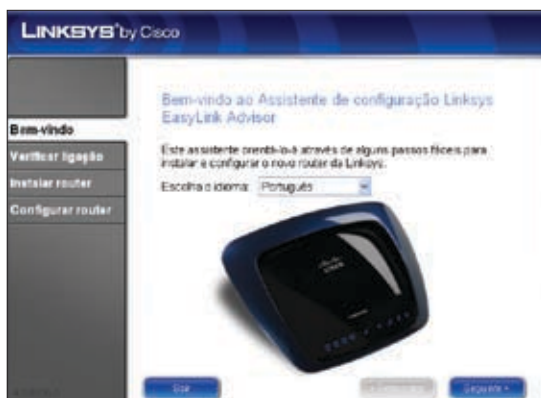 LINKSYS® by Cisco
Bem-vindo ao Assistente de configuração Linksys
EasyLink Advisor
Bem-vindo
Este assistente orientá-lo-á através de alguns passos fáceis para
instalar e configurar o novo router da Linksys.
Verificar ligação
Escolha o idioma: Português
Instalar router
Configurar router
Sair
Seguinte